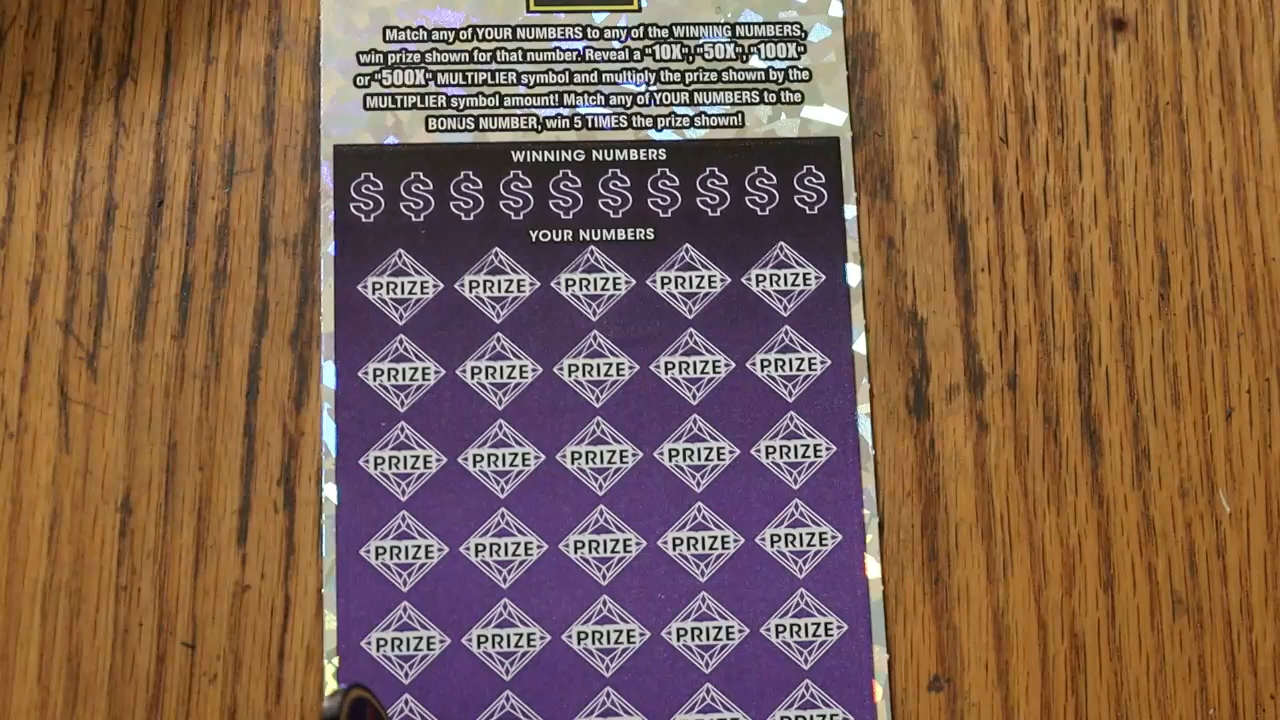 Match any of YOUR NUMBERS to any of the WINNING NUMBERS,
win prize shown for that number. Reveal a "10X", "50X", "100X"
or "500X" MULTIPLIER symbol and multiply the prize shown by the
MULTIPLIER symbol amount! Match any of YOUR NUMBERS to the
BONUS NUMBER, win 5 TIMES the prize shown!
WINNING NUMBERS
$ $ $ $ $ $ $ $ $ $
YOUR NUMBERS
PRIZE PRIZE PRIZE PRIZE PRIZE
PRIZE PRIZE PRIZE PRIZE PRIZE
PRIZE PRIZE PRIZE PRIZE PRIZE
PRIZE PRIZE PRIZE PRIZE PRIZE
PRIZE PRIZE PRIZE PRIZE PRIZE